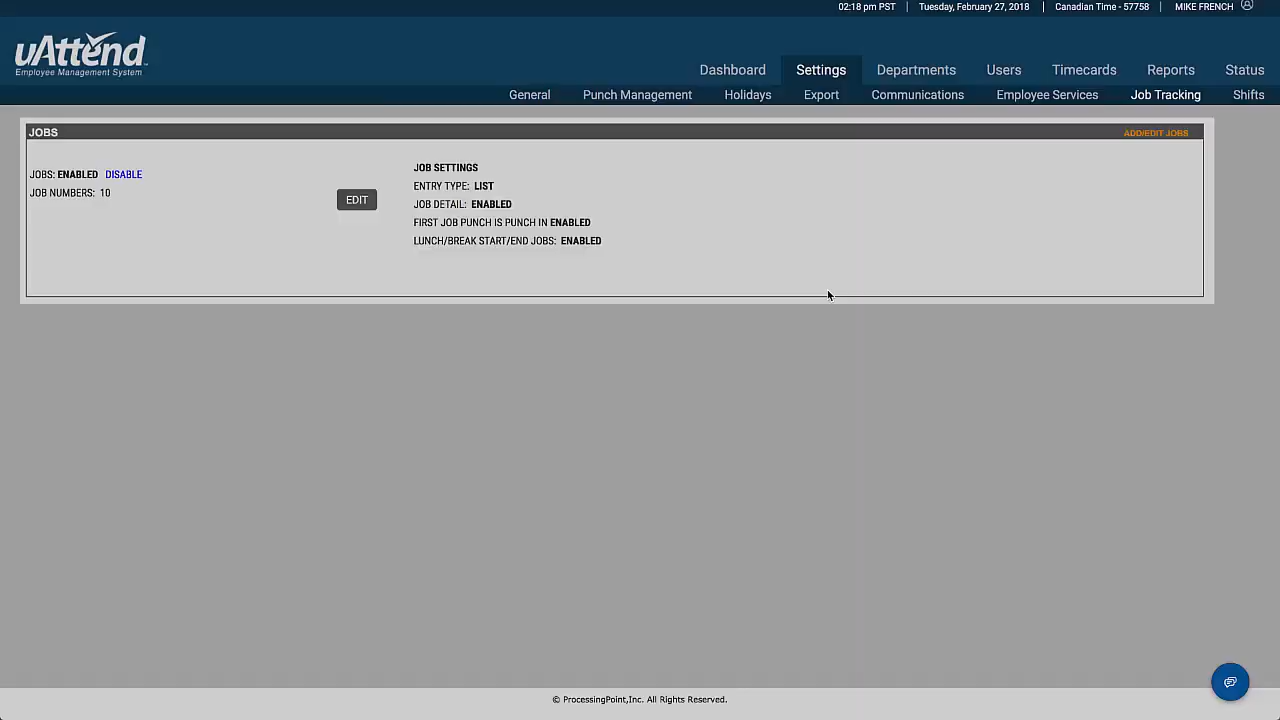 02:18 pm PST | Tuesday, February 27, 2018 | Canadian Time - 57758 | MIKE FRENCH
uAttend
Employee Management System
Dashboard Settings Departments Users Timecards Reports Status
General Punch Management Holidays Export Communications Employee Services Job Tracking Shifts
JOBS ADD/EDIT JOBS
JOBS: ENABLED DISABLE
JOB NUMBERS: 10
EDIT
JOB SETTINGS
ENTRY TYPE: LIST
JOB DETAIL: ENABLED
FIRST JOB PUNCH IS PUNCH IN ENABLED
LUNCH/BREAK START/END JOBS: ENABLED
© ProcessingPoint,Inc. All Rights Reserved.